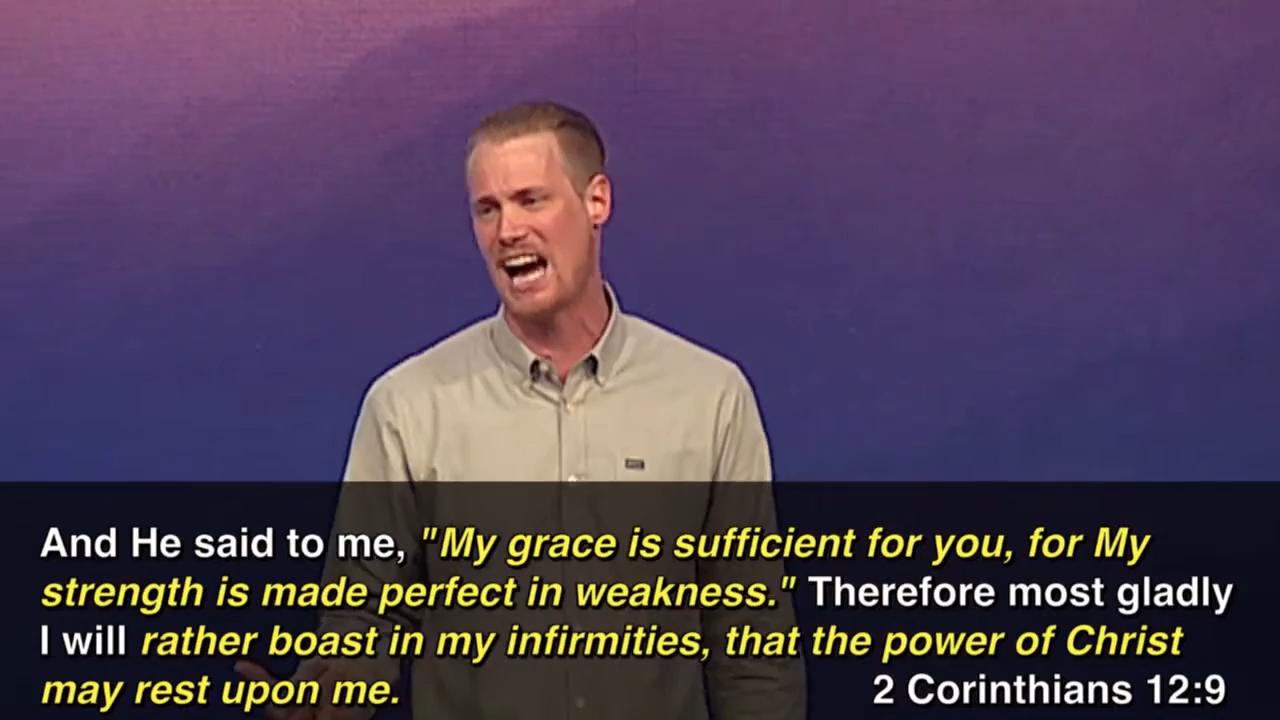 And He said to me, "My grace is sufficient for you, for My
strength is made perfect in weakness." Therefore most gladly
I will rather boast in my infirmities, that the power of Christ
may rest upon me. 2 Corinthians 12:9